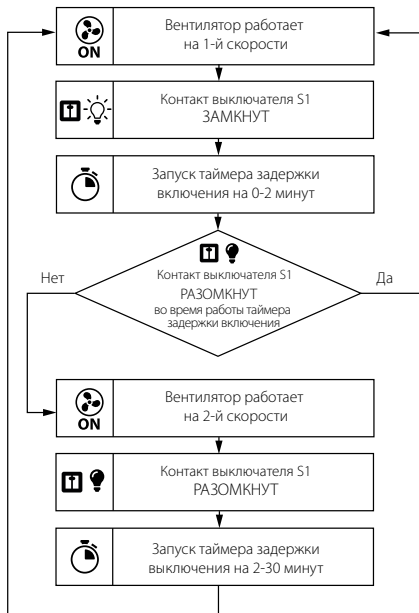 ON
Вентилятор работает
на 1-й скорости
Контакт выключателя S1
ЗАМКНУТ
Запуск таймера задержки
включения на 0-2 минут
Нет
Да
Контакт выключателя S1
РАЗОМКНУТ
во время работы таймера
задержки включения
ON
Вентилятор работает
на 2-й скорости
Контакт выключателя S1
РАЗОМКНУТ
Запуск таймера задержки
выключения на 2-30 минут